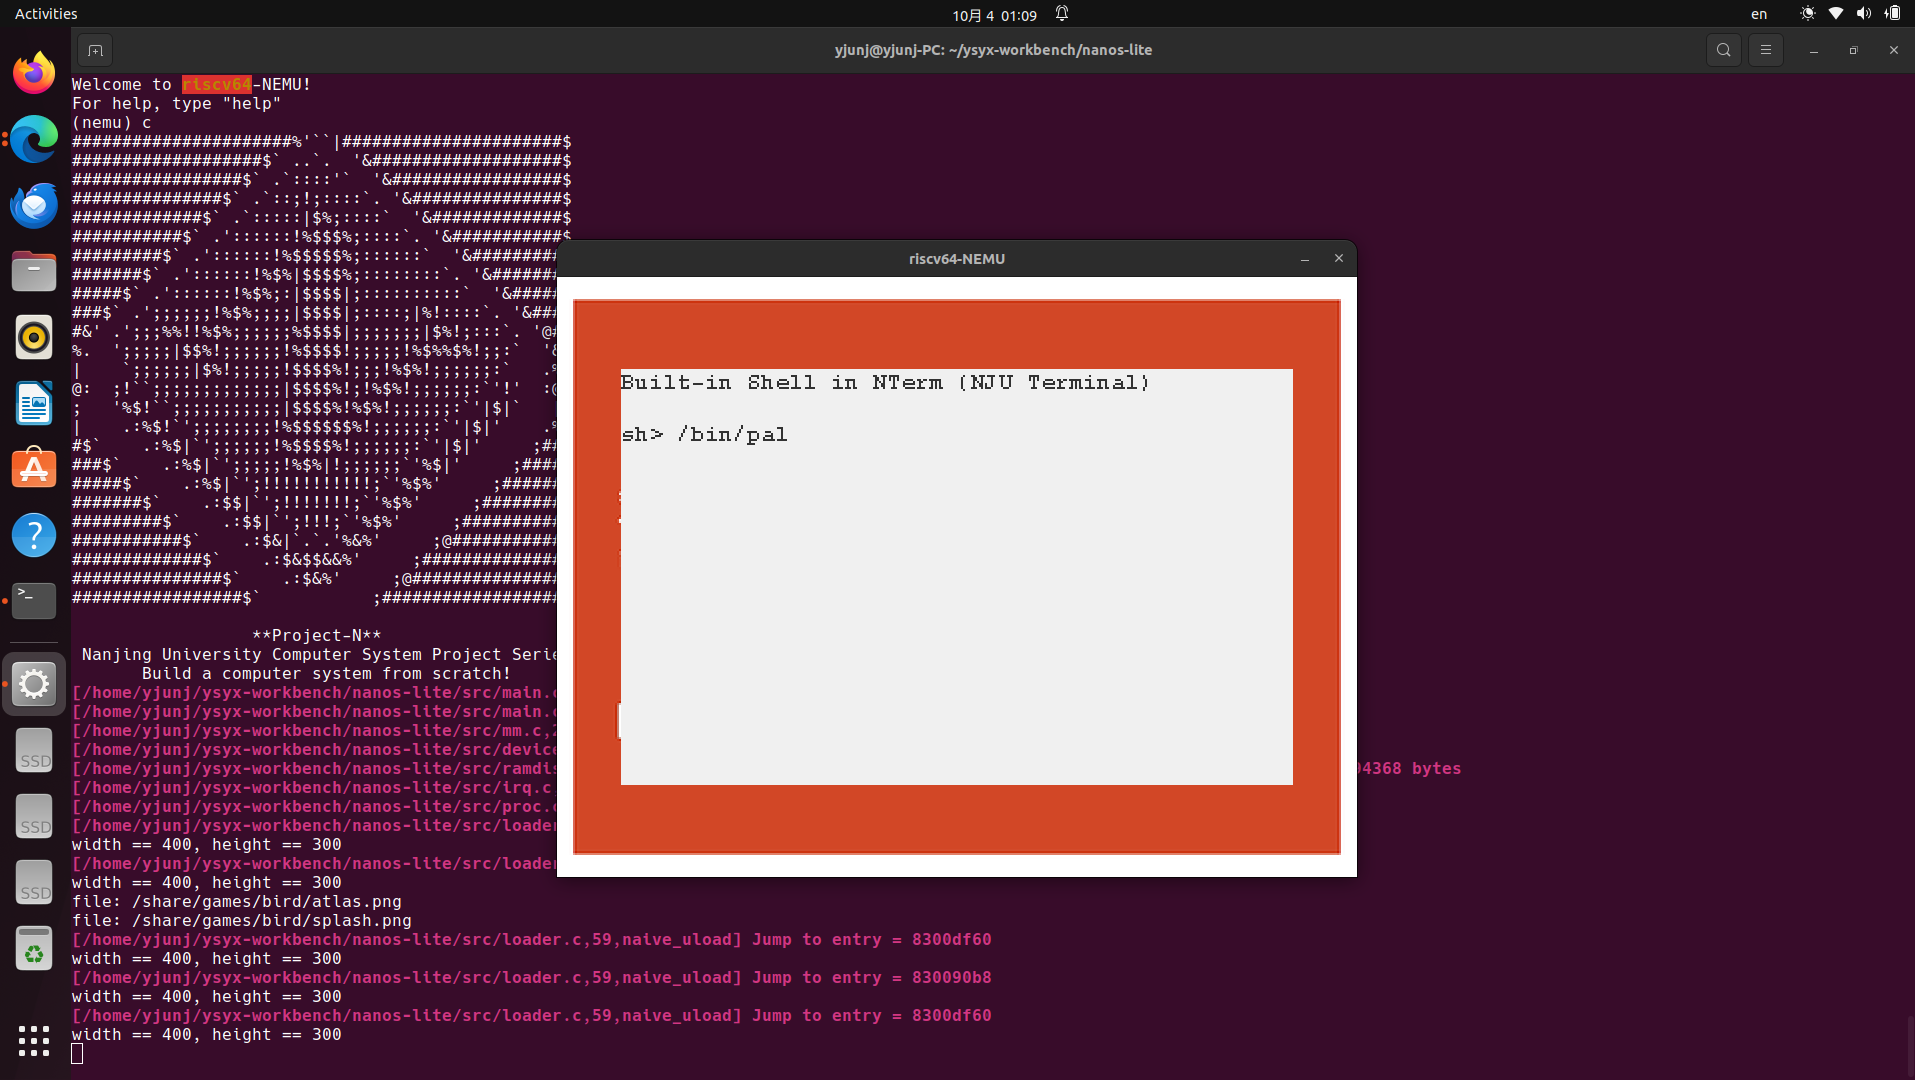 Activities
10月 4 01:09
en
yjunj@yjunj-PC: ~/ysyx-workbench/nanos-lite
Welcome to riscv64-NEMU!
For help, type "help"
(nemu) c
**Project-N**
Nanjing University Computer System Project Serie
Build a computer system from scratch!
[/home/yjunj/ysyx-workbench/nanos-lite/src/main.c
[/home/yjunj/ysyx-workbench/nanos-lite/src/main.c
[/home/yjunj/ysyx-workbench/nanos-lite/src/mm.c,2
[/home/yjunj/ysyx-workbench/nanos-lite/src/device
[/home/yjunj/ysyx-workbench/nanos-lite/src/ramdis
04368 bytes
[/home/yjunj/ysyx-workbench/nanos-lite/src/irq.c
[/home/yjunj/ysyx-workbench/nanos-lite/src/proc.c
[/home/yjunj/ysyx-workbench/nanos-lite/src/loader
width == 400, height == 300
[/home/yjunj/ysyx-workbench/nanos-lite/src/loader
width == 400, height == 300
file: /share/games/bird/atlas.png
file: /share/games/bird/splash.png
[/home/yjunj/ysyx-workbench/nanos-lite/src/loader.c,59,naive_uload] Jump to entry = 8300df60
width == 400, height == 300
[/home/yjunj/ysyx-workbench/nanos-lite/src/loader.c,59,naive_uload] Jump to entry = 830090b8
width == 400, height == 300
[/home/yjunj/ysyx-workbench/nanos-lite/src/loader.c,59,naive_uload] Jump to entry = 8300df60
width == 400, height == 300
riscv64-NEMU
Built-in Shell in NTerm (NJU Terminal)
sh> /bin/pal
SSD
SSD
SSD